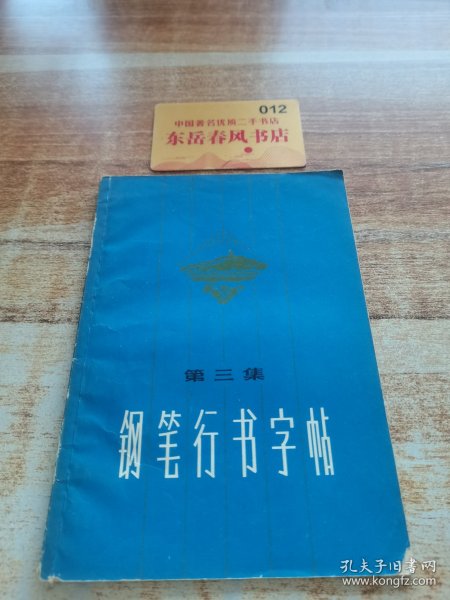 012
中国著名优质二手书店
东岳春风书店
第三集
钢笔行书字帖
孔夫子旧书网
www.kongfz.com